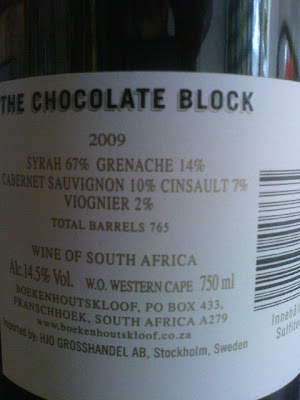 THE CHOCOLATE BLOCK
2009
SYRAH 67% GRENACHE 14%
CABERNET SAUVIGNON 10% CINSAULT 7%
VIOGNIER 2%
TOTAL BARRELS 765
WINE OF SOUTH AFRICA
Alc.14.5% Vol. W.O. WESTERN CAPE 750 ml
BOEKENHOUTSKLOOF, PO BOX 433,
FRANSCHHOEK, SOUTH AFRICA A279
www.boekenhoutskloof.co.za
Imported by: HJO GROSSHANDEL AB, Stockholm, Sweden